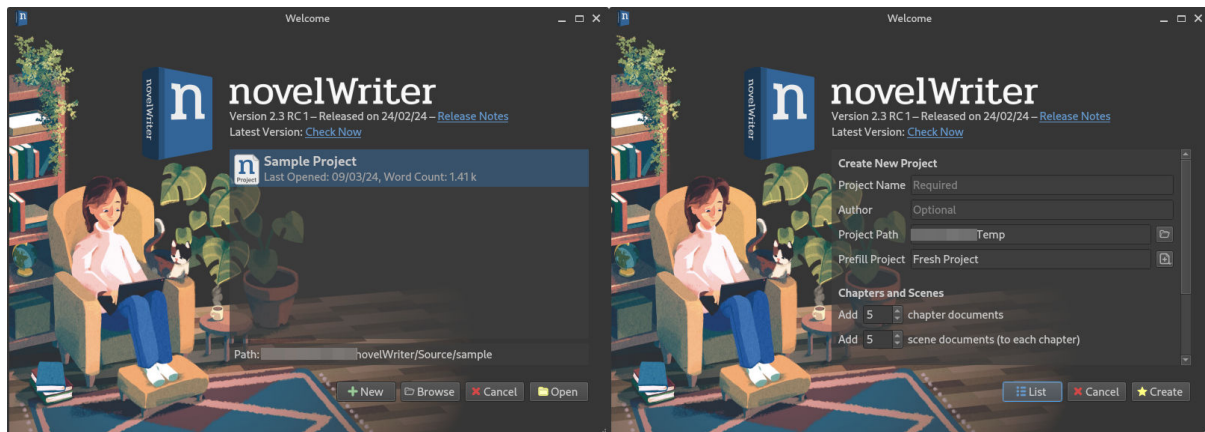 Welcome
novelWriter
n
novelWriter
Version 2.3 RC 1 – Released on 24/02/24 – Release Notes
Latest Version: Check Now
n
Project
Sample Project
Last Opened: 09/03/24, Word Count: 1.41 k
Path: novelWriter/Source/sample
New
Browse
Cancel
Open
Welcome
novelWriter
n
novelWriter
Version 2.3 RC 1 – Released on 24/02/24 – Release Notes
Latest Version: Check Now
Create New Project
Project Name Required
Author Optional
Project Path Temp
Prefill Project Fresh Project
Chapters and Scenes
Add 5 chapter documents
Add 5 scene documents (to each chapter)
List
Cancel
Create